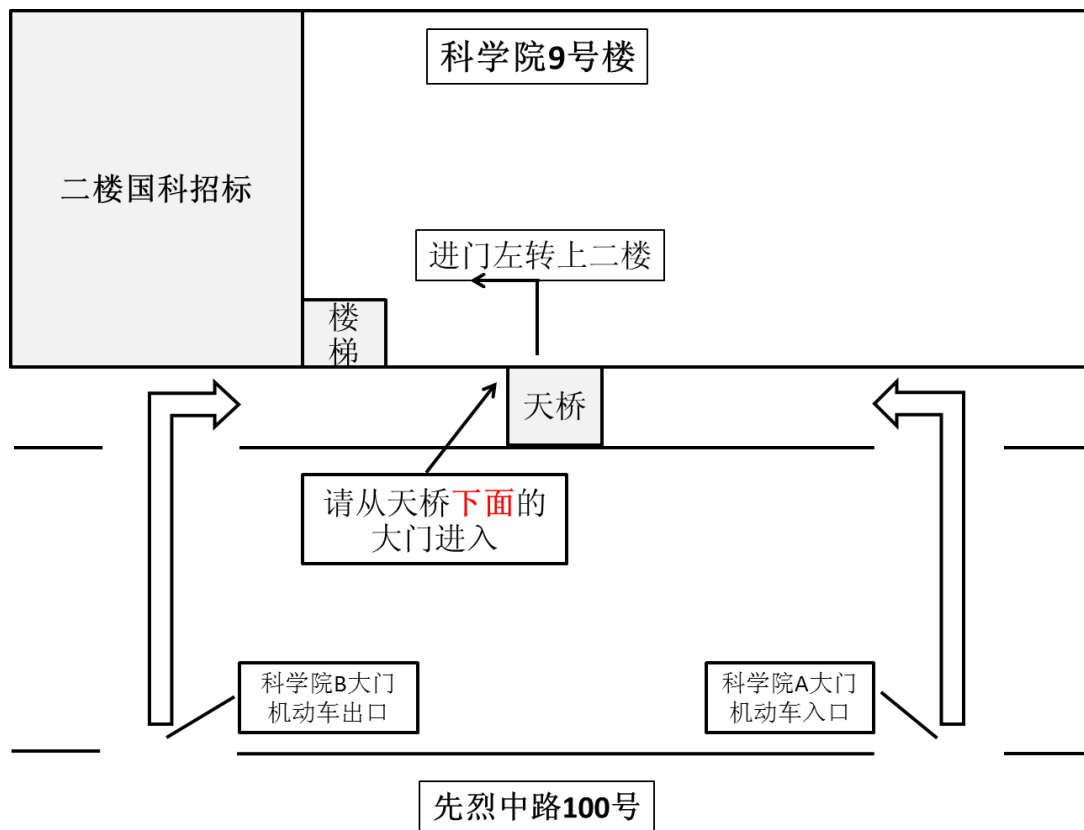 科学院9号楼
二楼国科招标
进门左转上二楼
楼
梯
天桥
请从天桥下面的
大门进入
科学院B大门
机动车出口
科学院A大门
机动车入口
先烈中路100号